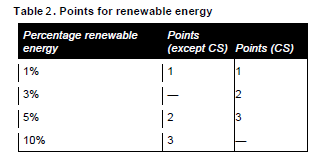 Table 2. Points for renewable energy
Percentage renewable energy Points (except CS) Points (CS)
1% 1 1
3% — 2
5% 2 3
10% 3 —